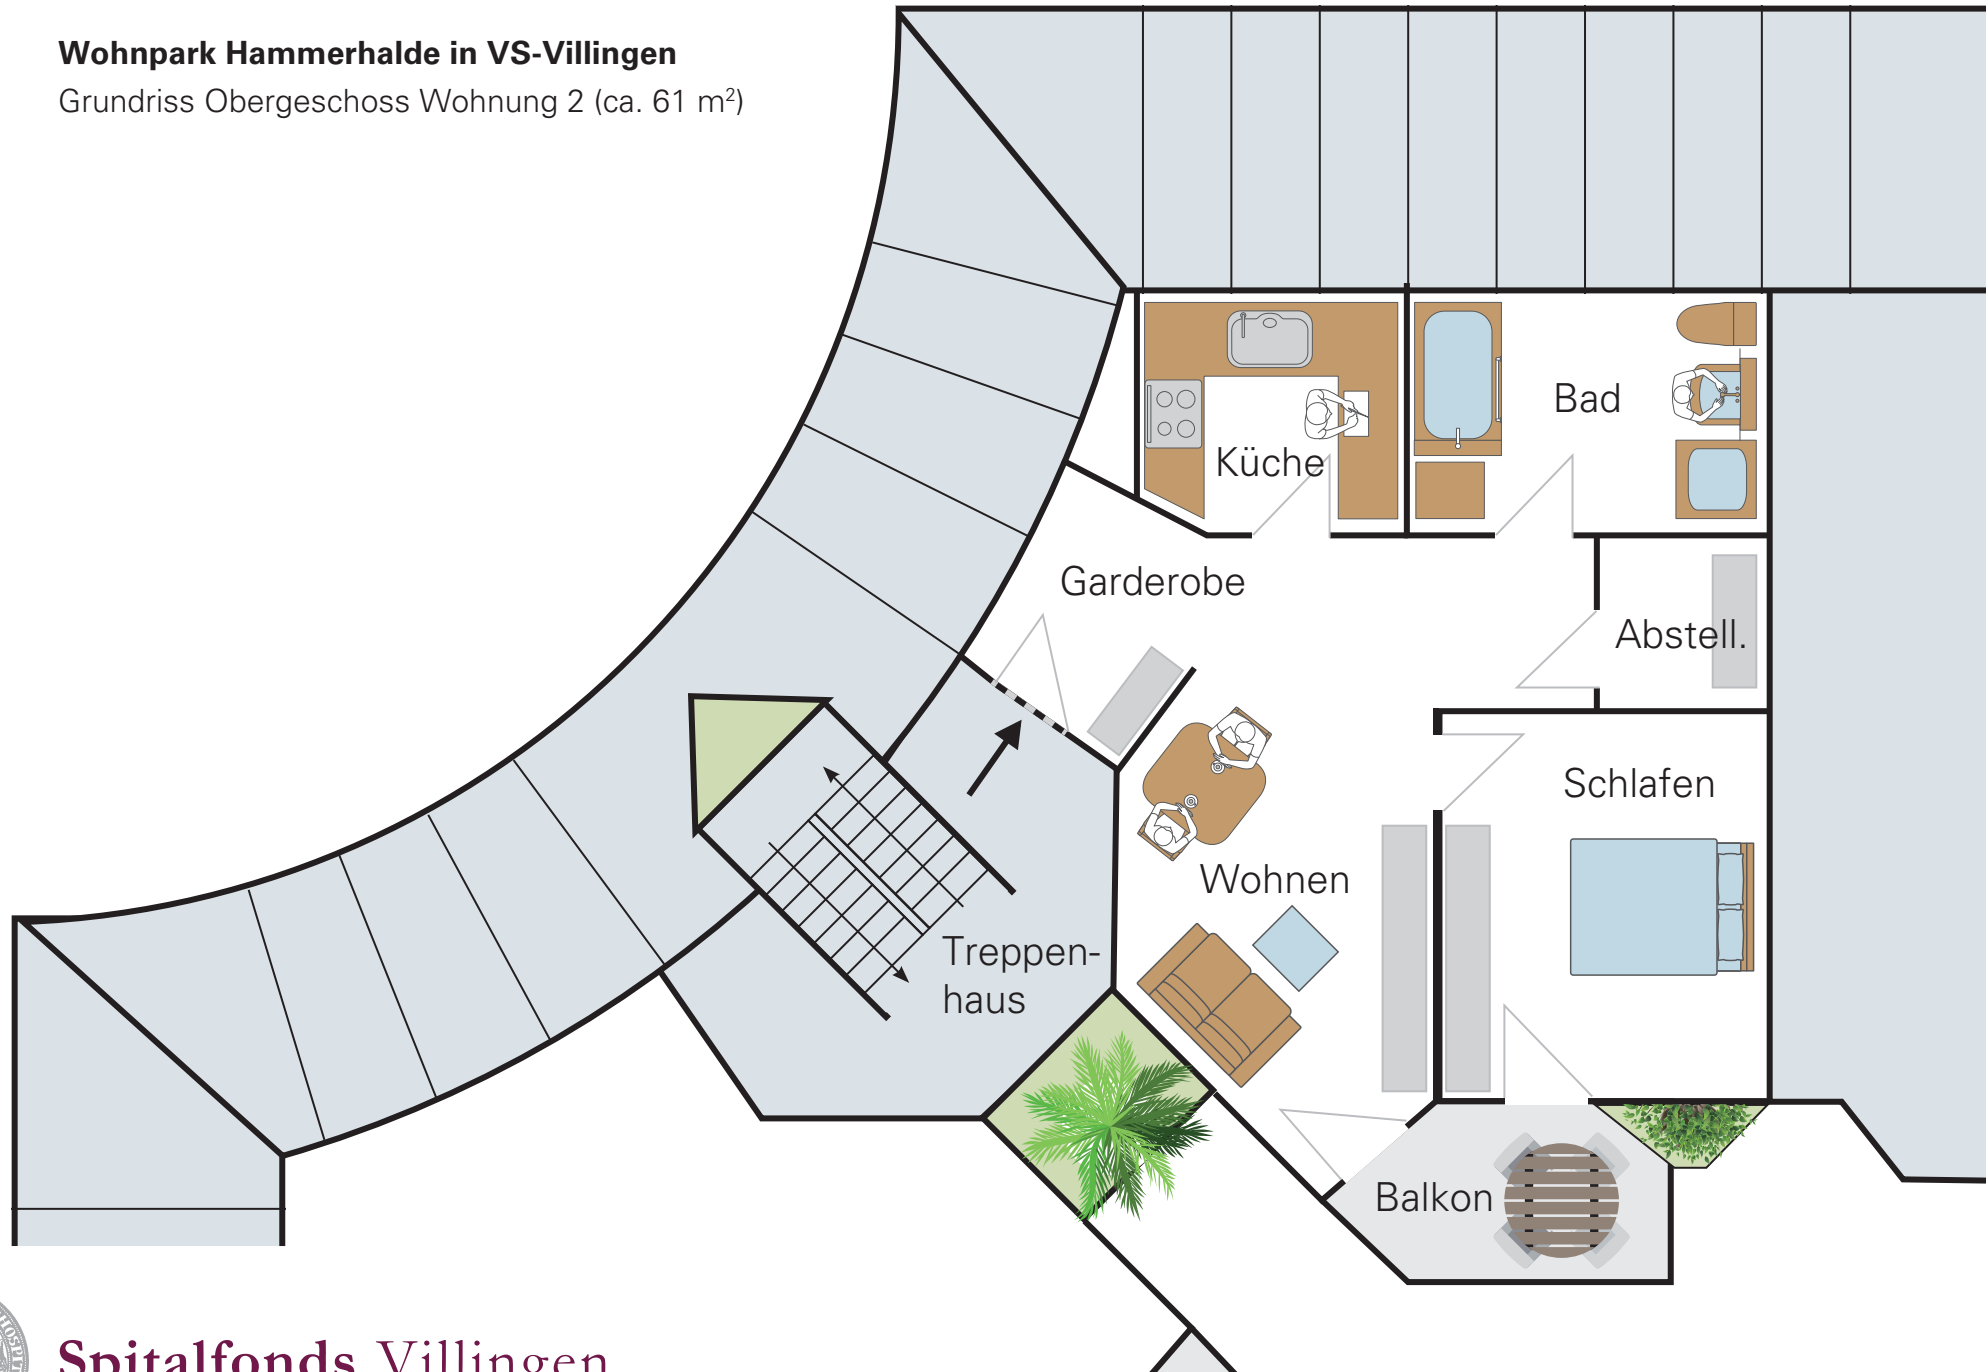 Wohnpark Hammerhalde in VS-Villingen
Grundriss Obergeschoss Wohnung 2 (ca. 61 m²)
Bad
Küche
Garderobe
Abstell.
Schlafen
Wohnen
Treppen-
haus
Balkon
Spitalfonds Villingen